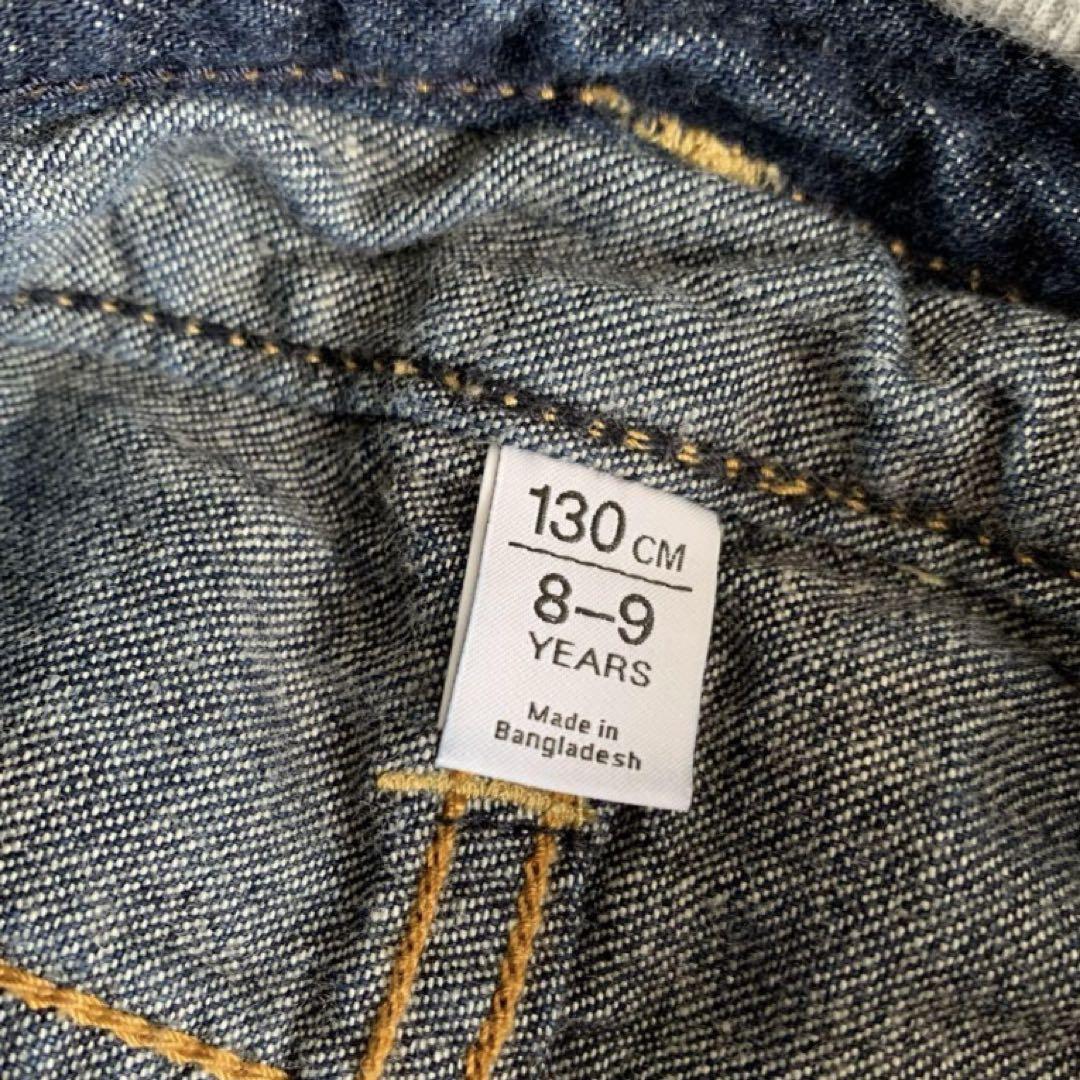 130 CM
8–9
YEARS
Made in
Bangladesh